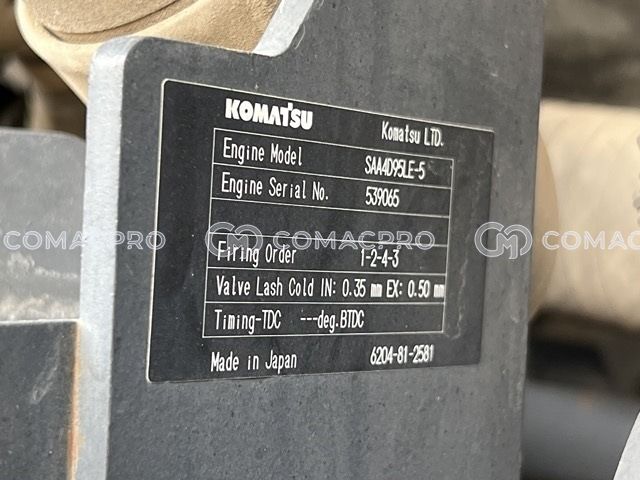 KOMATSU Komatsu LTD.
Engine Model SAA4D95LE-5
Engine Serial No. 539065
Firing Order 1-2-4-3
Valve Lash Cold IN: 0.35 mm EX: 0.50 mm
Timing-TDC ---deg.BTDC
Made in Japan 6204-81-2581
COMACPRO COMACPRO COMACPRO